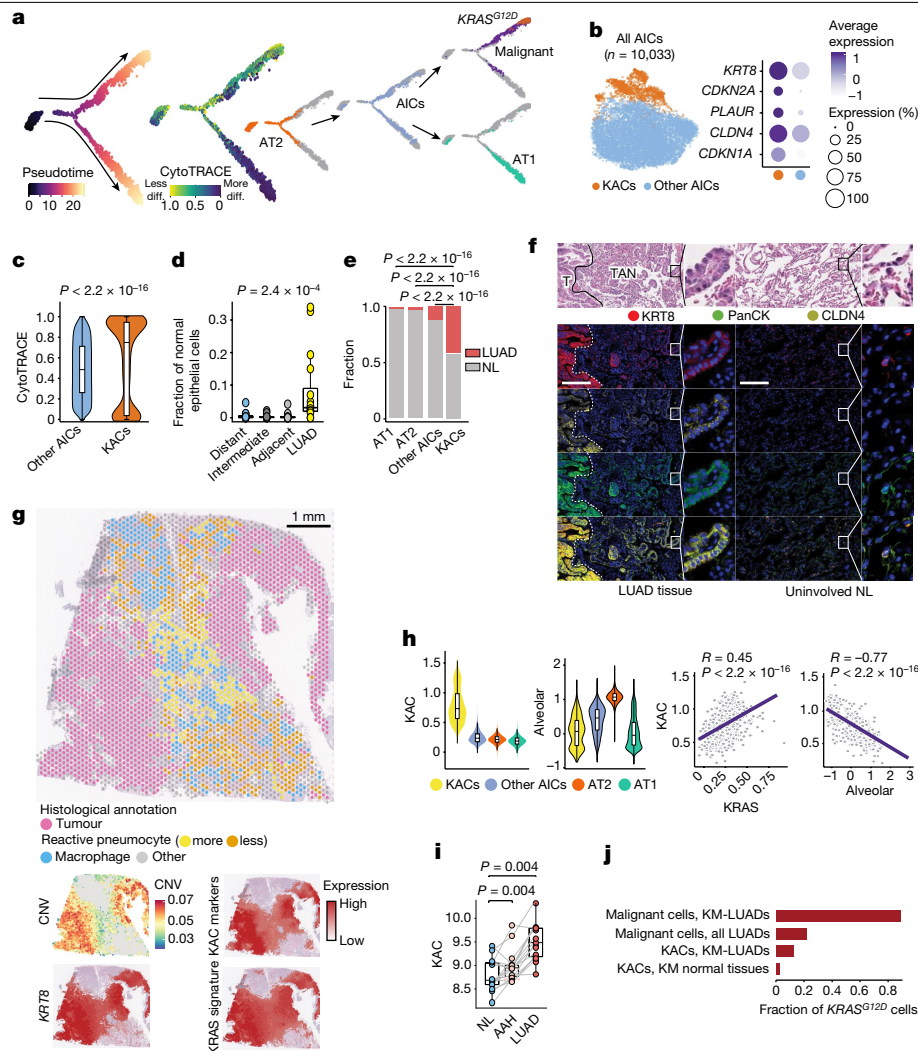 a
KRAS^G12D
Malignant
AICs
AT2
AT1
Pseudotime
0 10 20
CytoTRACE
Less diff.
More diff.
1.0 0.5 0
b
All AICs
(n = 10,033)
KACs Other AICs
KRT8
CDKN2A
PLAUR
CLDN4
CDKN1A
Average expression
1
0
−1
Expression (%)
0
25
50
75
100
c
P < 2.2 × 10^−16
CytoTRACE
1.0
0.8
0.6
0.4
0.2
0
Other AICs
KACs
d
P = 2.4 × 10^−4
Fraction of normal epithelial cells
0.3
0.2
0.1
0
Distant
Intermediate
Adjacent
LUAD
e
P < 2.2 × 10^−16
P < 2.2 × 10^−16
P < 2.2 × 10^−16
Fraction
1.0
0.5
0
LUAD
NL
AT1
AT2
Other AICs
KACs
f
T
TAN
KRT8 PanCK CLDN4
LUAD tissue
Uninvolved NL
g
1 mm
Histological annotation
Tumour
Reactive pneumocyte (more less)
Macrophage Other
CNV
CNV
0.07
0.05
0.03
KAC markers
Expression
High
Low
KRT8
KRAS signature
h
KAC
1.5
1.0
0.5
0
Alveolar
2
1
0
−1
KACs Other AICs AT2 AT1
R = 0.45
P < 2.2 × 10^−16
KAC
1.5
1.0
0.5
0 0.25 0.50 0.75
KRAS
R = −0.77
P < 2.2 × 10^−16
1.5
1.0
0.5
−1 0 1 2 3
Alveolar
i
P = 0.004
P = 0.004
KAC
10.0
9.5
9.0
8.5
NL
AAH
LUAD
j
Malignant cells, KM-LUADs
Malignant cells, all LUADs
KACs, KM-LUADs
KACs, KM normal tissues
0 0.2 0.4 0.6 0.8
Fraction of KRAS^G12D cells